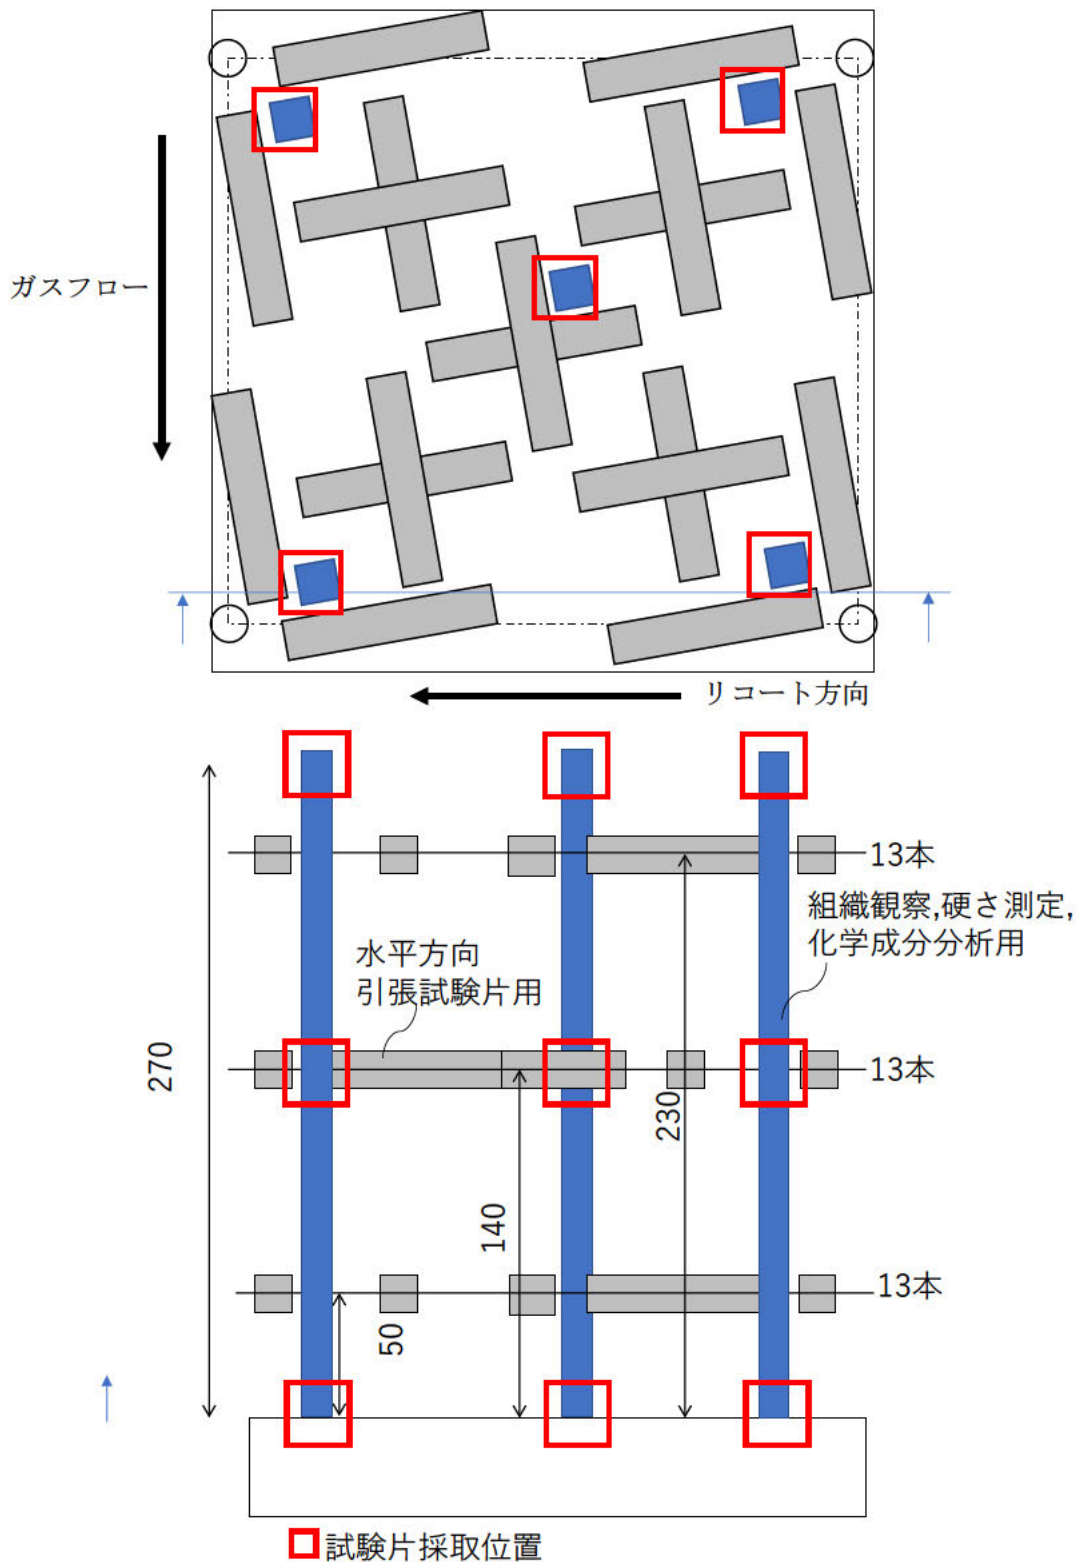 ガスフロー
リコート方向
13本
組織観察,硬さ測定,
化学成分分析用
水平方向
引張試験片用
270
13本
230
140
13本
50
試験片採取位置